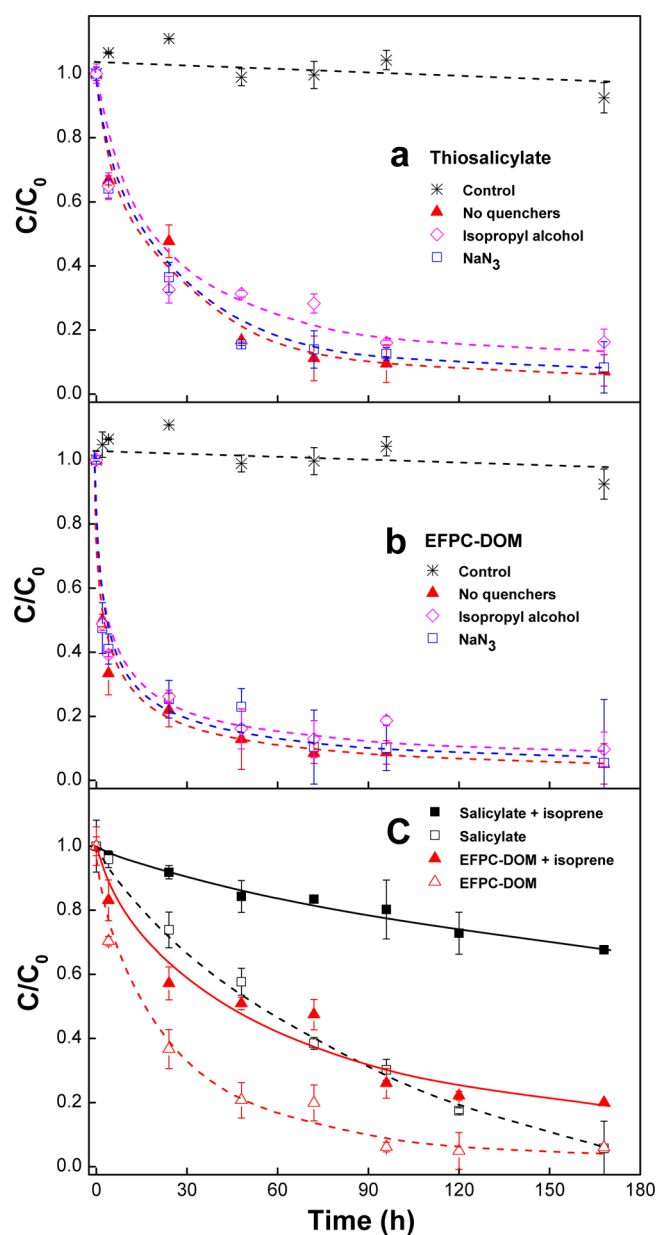 1.0
0.8
0.6
0.4
0.2
0.0
C/C0
a Thiosalicylate
Control
No quenchers
Isopropyl alcohol
NaN3
1.0
0.8
0.6
0.4
0.2
0.0
C/C0
b EFPC-DOM
Control
No quenchers
Isopropyl alcohol
NaN3
1.0
0.8
0.6
0.4
0.2
0.0
C/C0
C
Salicylate + isoprene
Salicylate
EFPC-DOM + isoprene
EFPC-DOM
0 30 60 90 120 150 180
Time (h)